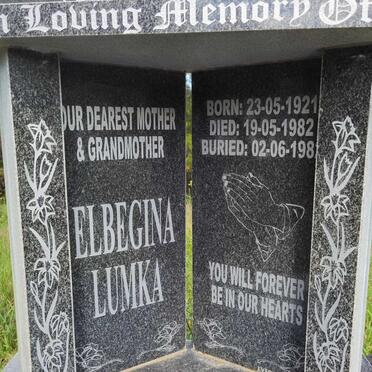 n Loving Memory Of
OUR DEAREST MOTHER
& GRANDMOTHER
ELBEGINA
LUMKA
BORN: 23-05-1921
DIED: 19-05-1982
BURIED: 02-06-198
YOU WILL FOREVER
BE IN OUR HEARTS